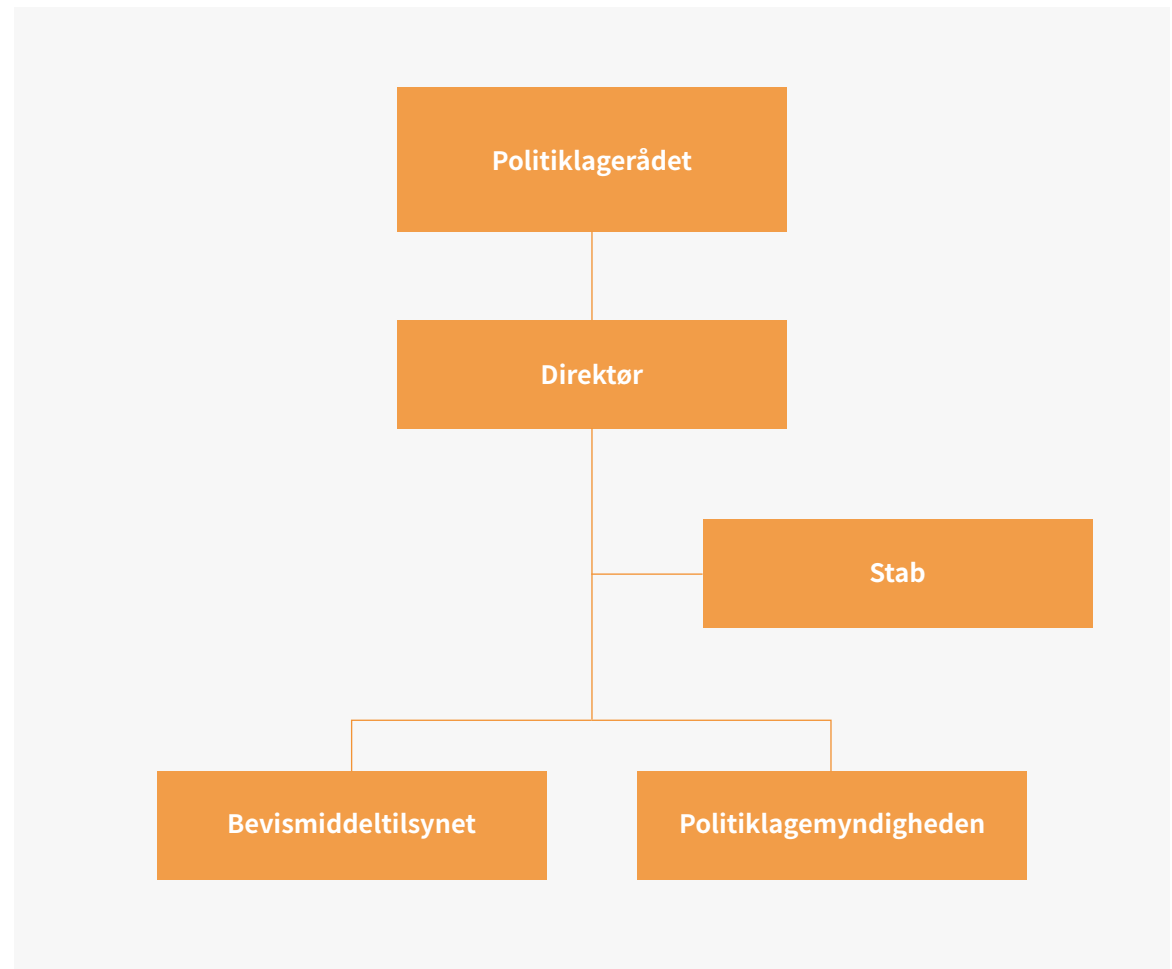 Politiklagerådet
Direktør
Stab
Bevismiddeltilsynet
Politiklagemyndigheden